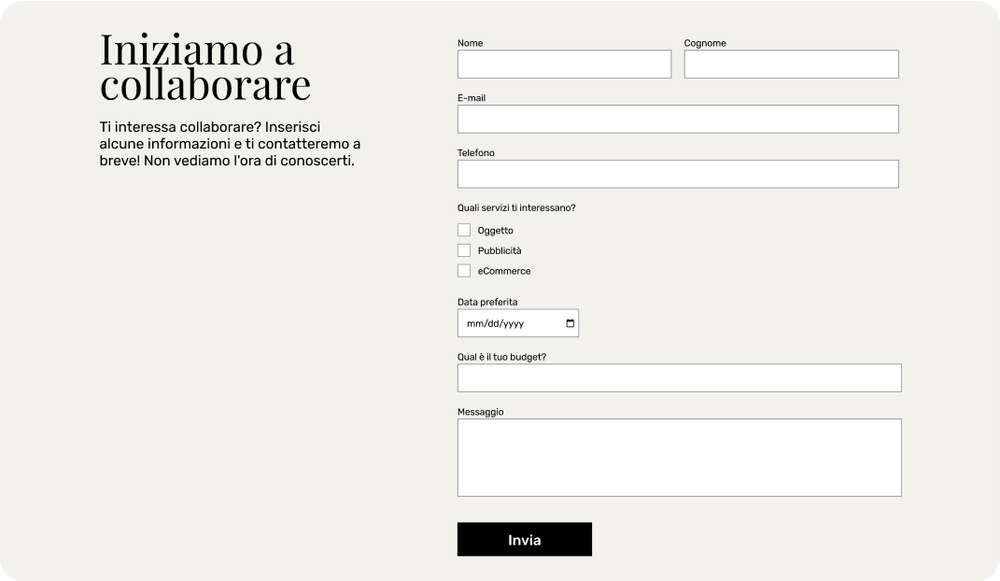 Iniziamo a
collaborare
Ti interessa collaborare? Inserisci
alcune informazioni e ti contatteremo a
breve! Non vediamo l'ora di conoscerti.
Nome
Cognome
E-mail
Telefono
Quali servizi ti interessano?
Oggetto
Pubblicità
eCommerce
Data preferita
mm/dd/yyyy
Qual è il tuo budget?
Messaggio
Invia